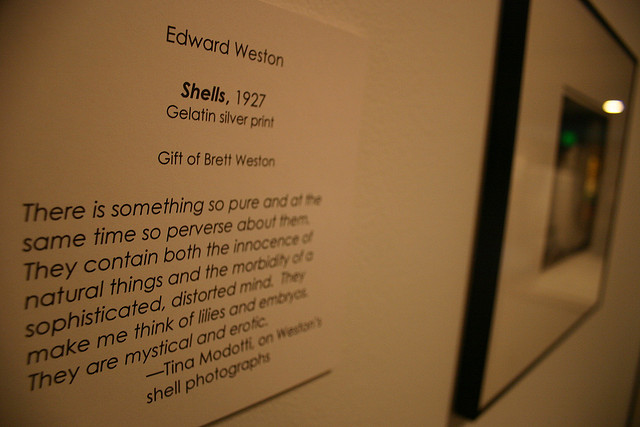 Edward Weston
Shells, 1927
Gelatin silver print
Gift of Brett Weston
There is something so pure and at the
same time so perverse about them.
They contain both the innocence of
natural things and the morbidity of a
sophisticated, distorted mind. They
make me think of lilies and embryos.
They are mystical and erotic.
—Tina Modotti, on Weston's
shell photographs